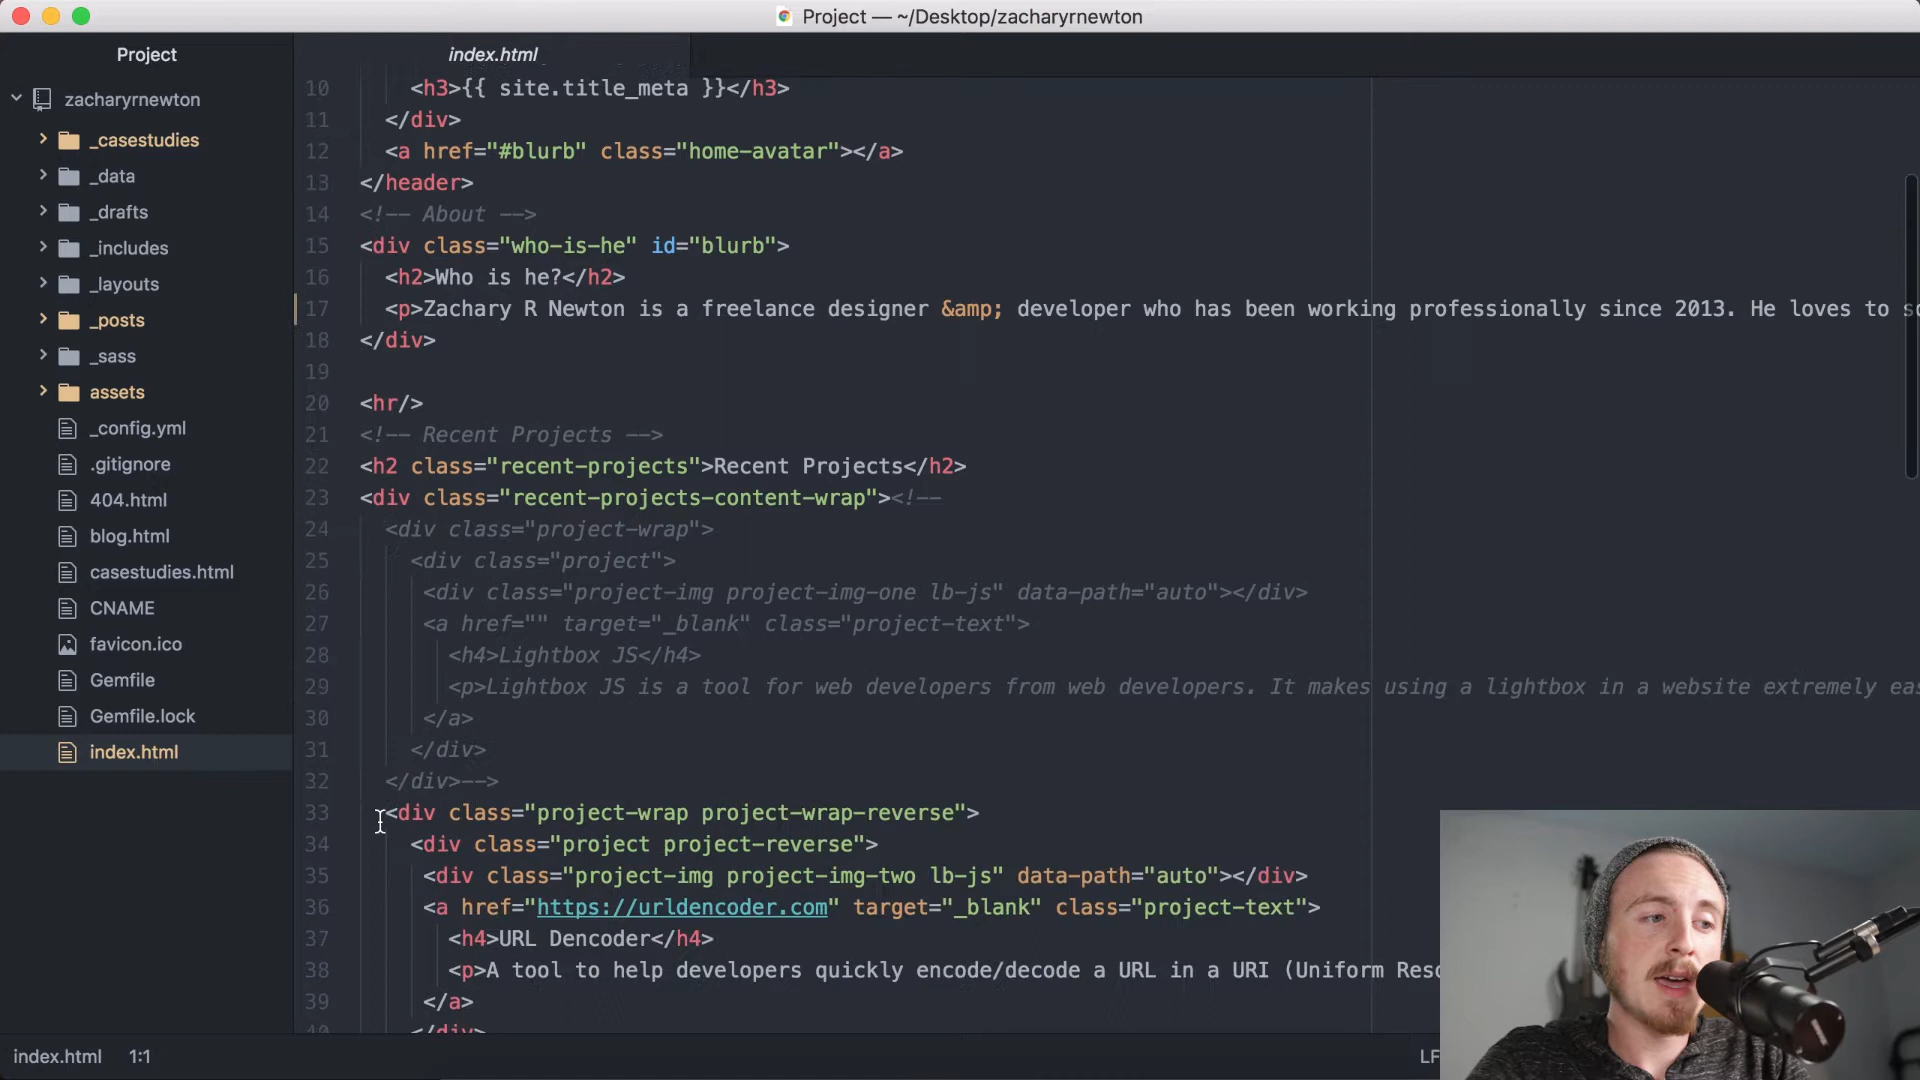 Project — ~/Desktop/zacharyrnewton
Project
index.html
zacharyrnewton
_casestudies
_data
_drafts
_includes
_layouts
_posts
_sass
assets
_config.yml
.gitignore
404.html
blog.html
casestudies.html
CNAME
favicon.ico
Gemfile
Gemfile.lock
index.html
10 <h3>{{ site.title_meta }}</h3>
11 </div>
12 <a href="#blurb" class="home-avatar"></a>
13 </header>
14 <!-- About -->
15 <div class="who-is-he" id="blurb">
16 <h2>Who is he?</h2>
17 <p>Zachary R Newton is a freelance designer &amp; developer who has been working professionally since 2013. He loves to
18 </div>
19
20 <hr/>
21 <!-- Recent Projects -->
22 <h2 class="recent-projects">Recent Projects</h2>
23 <div class="recent-projects-content-wrap"><!--
24 <div class="project-wrap">
25 <div class="project">
26 <div class="project-img project-img-one lb-js" data-path="auto"></div>
27 <a href="" target="_blank" class="project-text">
28 <h4>Lightbox JS</h4>
29 <p>Lightbox JS is a tool for web developers from web developers. It makes using a lightbox in a website extremely
30 </a>
31 </div>
32 </div>-->
33 <div class="project-wrap project-wrap-reverse">
34 <div class="project project-reverse">
35 <div class="project-img project-img-two lb-js" data-path="auto"></div>
36 <a href="https://urldencoder.com" target="_blank" class="project-text">
37 <h4>URL Dencoder</h4>
38 <p>A tool to help developers quickly encode/decode a URL in a URI (Uniform
39 </a>
40 </div>
index.html 1:1 LF